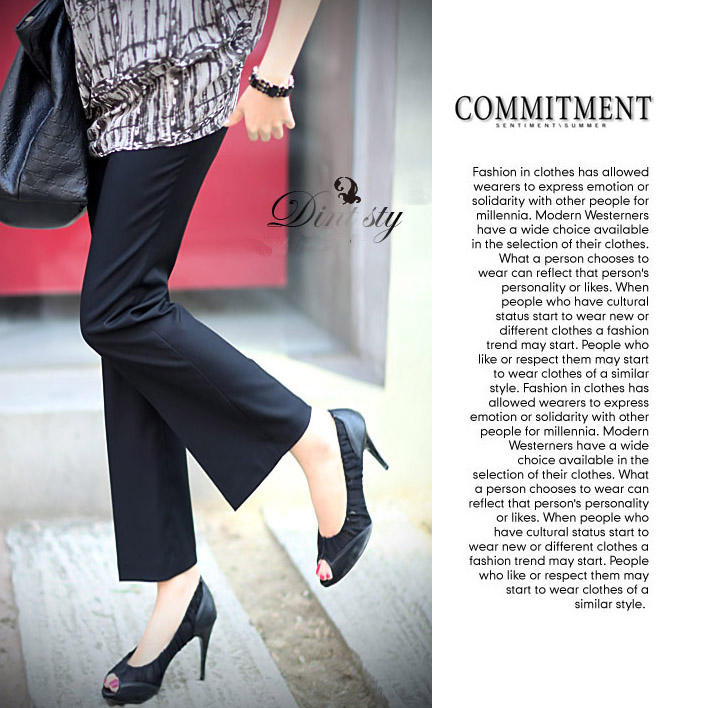 COMMITMENT
SENTIMENT\SUMMER
Dint sty
Fashion in clothes has allowed
wearers to express emotion or
solidarity with other people for
millennia. Modern Westerners
have a wide choice available
in the selection of their clothes.
What a person chooses to
wear can reflect that person's
personality or likes. When
people who have cultural
status start to wear new or
different clothes a fashion
trend may start. People who
like or respect them may start
to wear clothes of a similar
style. Fashion in clothes has
allowed wearers to express
emotion or solidarity with other
people for millennia. Modern
Westerners have a wide
choice available in the
selection of their clothes. What
a person chooses to wear can
reflect that person's personality
or likes. When people who
have cultural status start to
wear new or different clothes a
fashion trend may start. People
who like or respect them may
start to wear clothes of a
similar style.